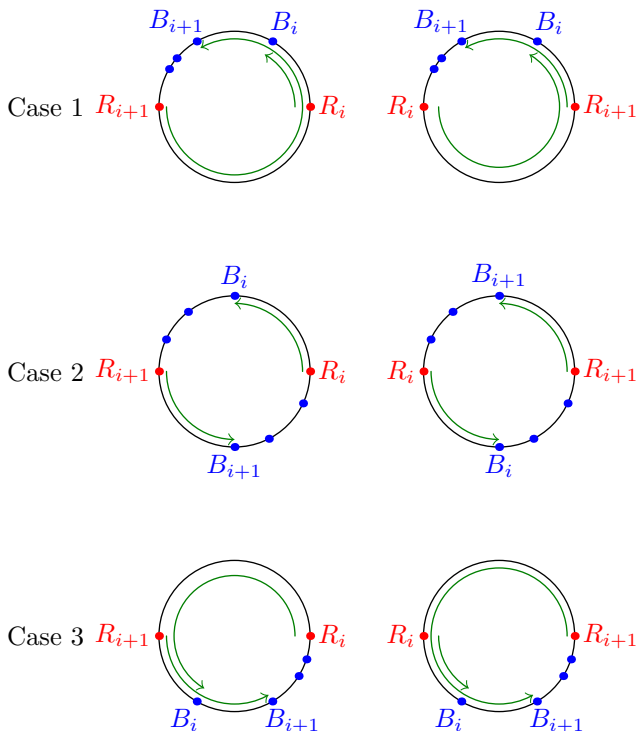 B_{i+1} B_i B_{i+1} B_i
Case 1 R_{i+1} R_i R_i R_{i+1}
B_i B_{i+1}
Case 2 R_{i+1} R_i R_i R_{i+1}
B_{i+1} B_i
Case 3 R_{i+1} R_i R_i R_{i+1}
B_i B_{i+1} B_i B_{i+1}